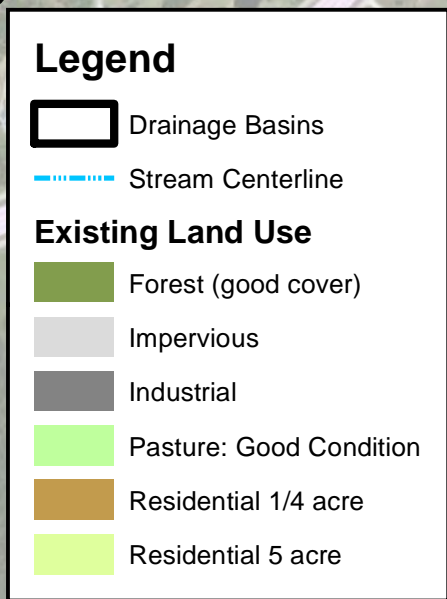 Legend
Drainage Basins
Stream Centerline
Existing Land Use
Forest (good cover)
Impervious
Industrial
Pasture: Good Condition
Residential 1/4 acre
Residential 5 acre